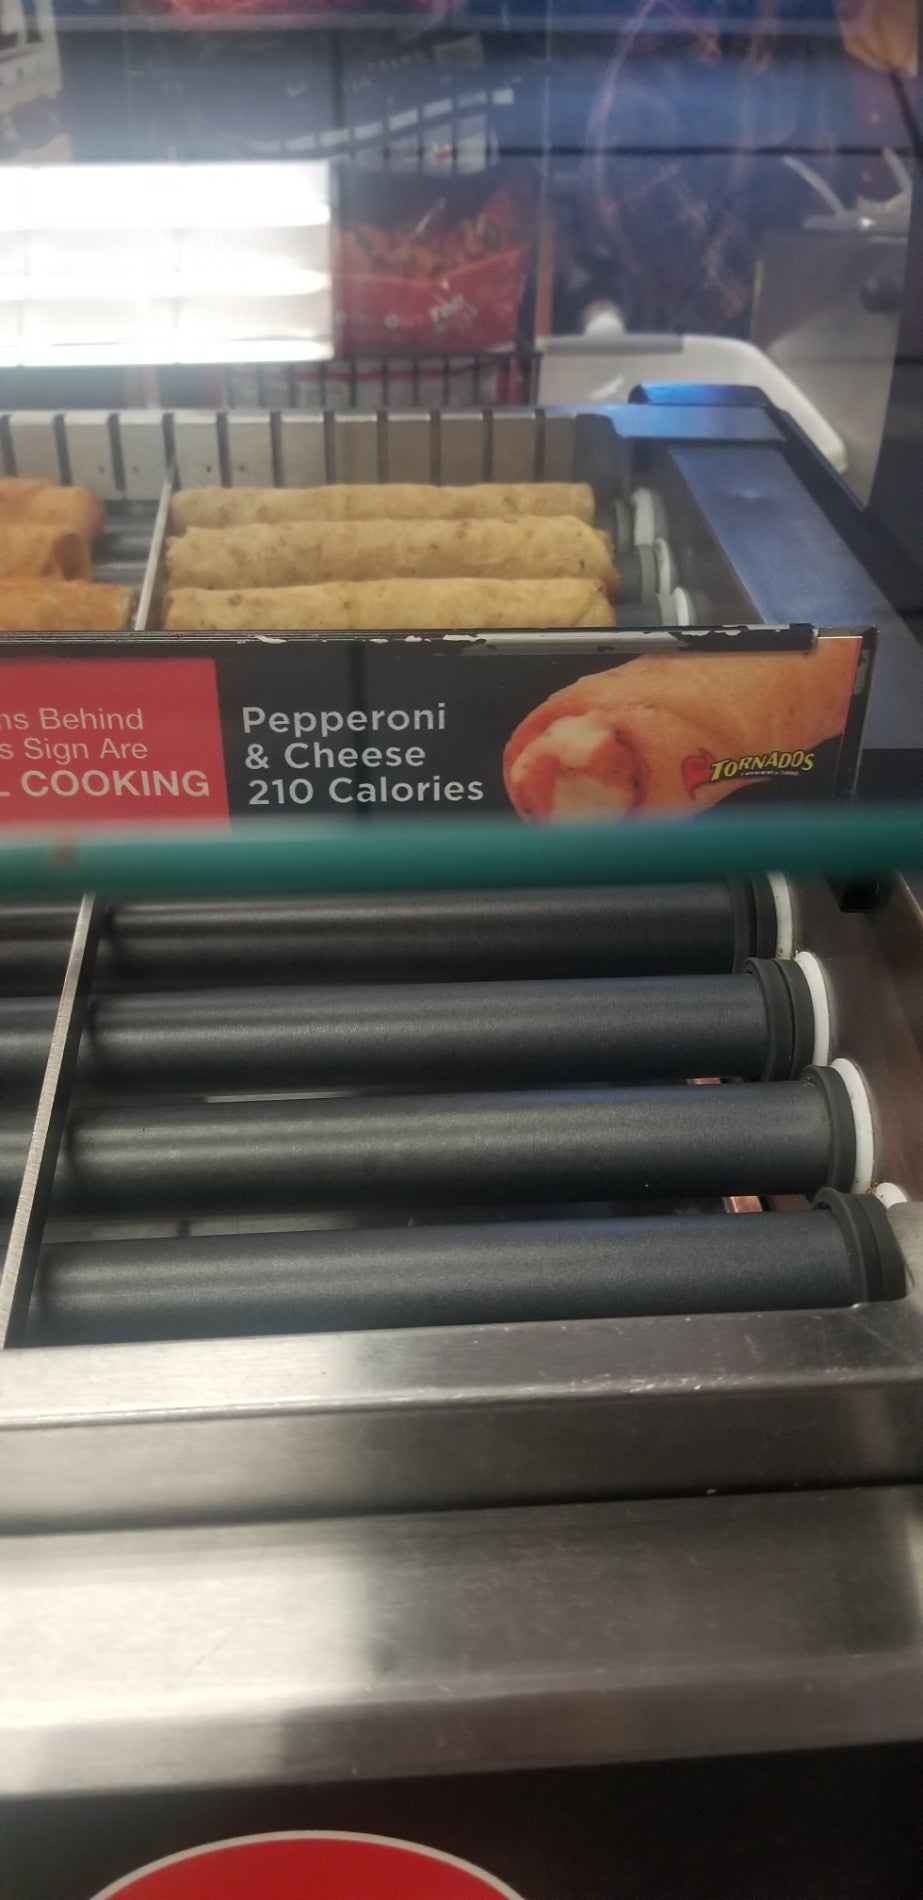 ns Behind
s Sign Are
L COOKING
Pepperoni
& Cheese
210 Calories
TORNADOS